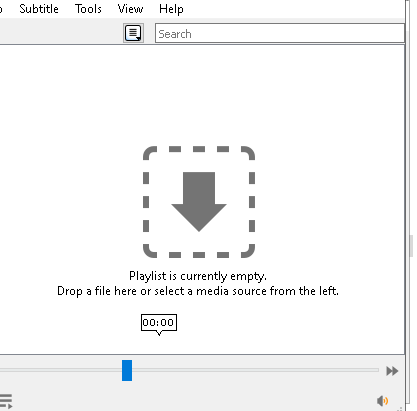 Subtitle Tools View Help
Search
Playlist is currently empty.
Drop a file here or select a media source from the left.
00:00